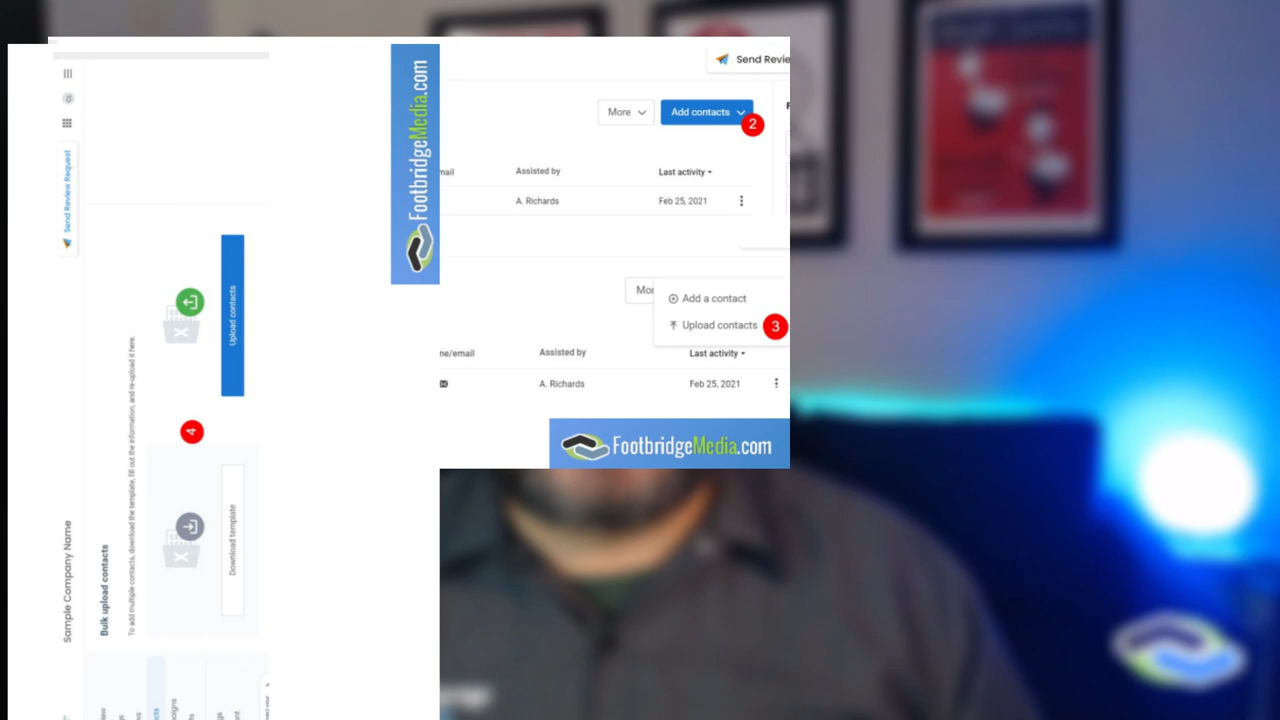 Send Revie
More
Add contacts
2
Assisted by
Last activity
A. Richards
Feb 25, 2021
Add a contact
Upload contacts
3
ne/email
Assisted by
Last activity
A. Richards
Feb 25, 2021
FootbridgeMedia.com
FootbridgeMedia.com
Send Review Request
Sample Company Name
Bulk upload contacts
To add multiple contacts, download the template, fill out the information, and re-upload it here.
4
Download template
Upload contacts